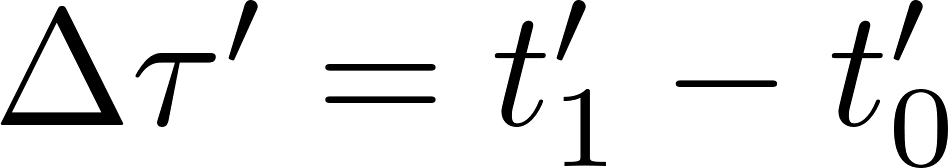 Δτ′ = t′₁ − t′₀